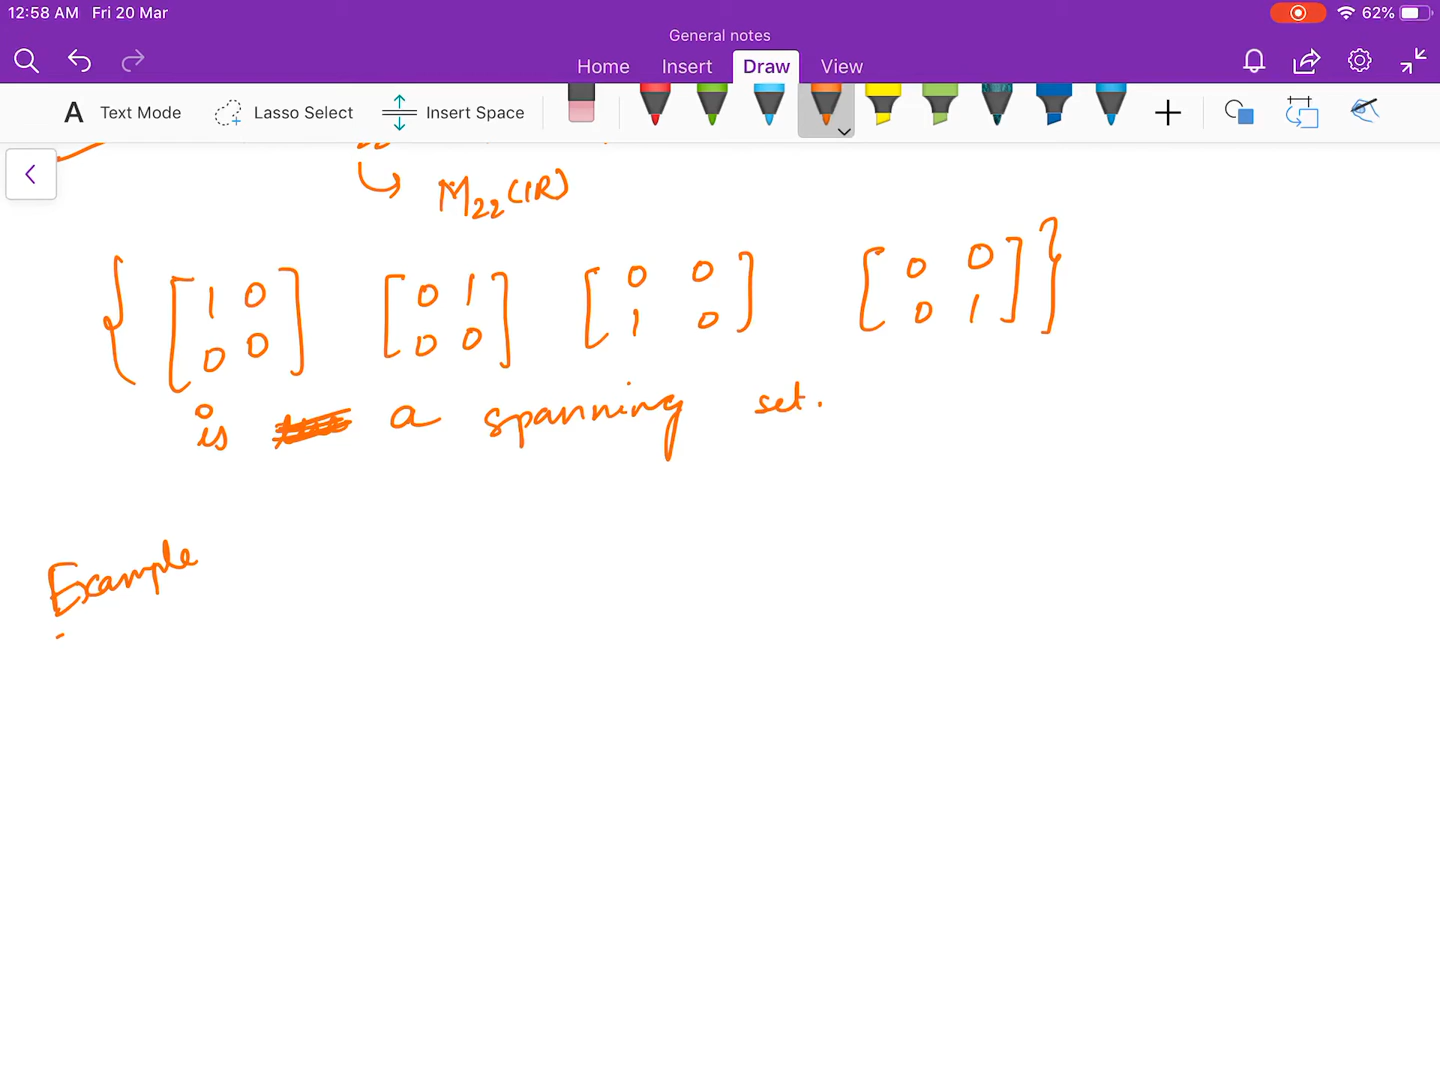 12:58 AM Fri 20 Mar
62%
General notes
Home Insert Draw View
A Text Mode Lasso Select Insert Space
M22(IR)
{ [1 0 [0 1 [0 0 [0 0
0 0] 0 0] 1 0] 0 1] }
is a spanning set.
Example